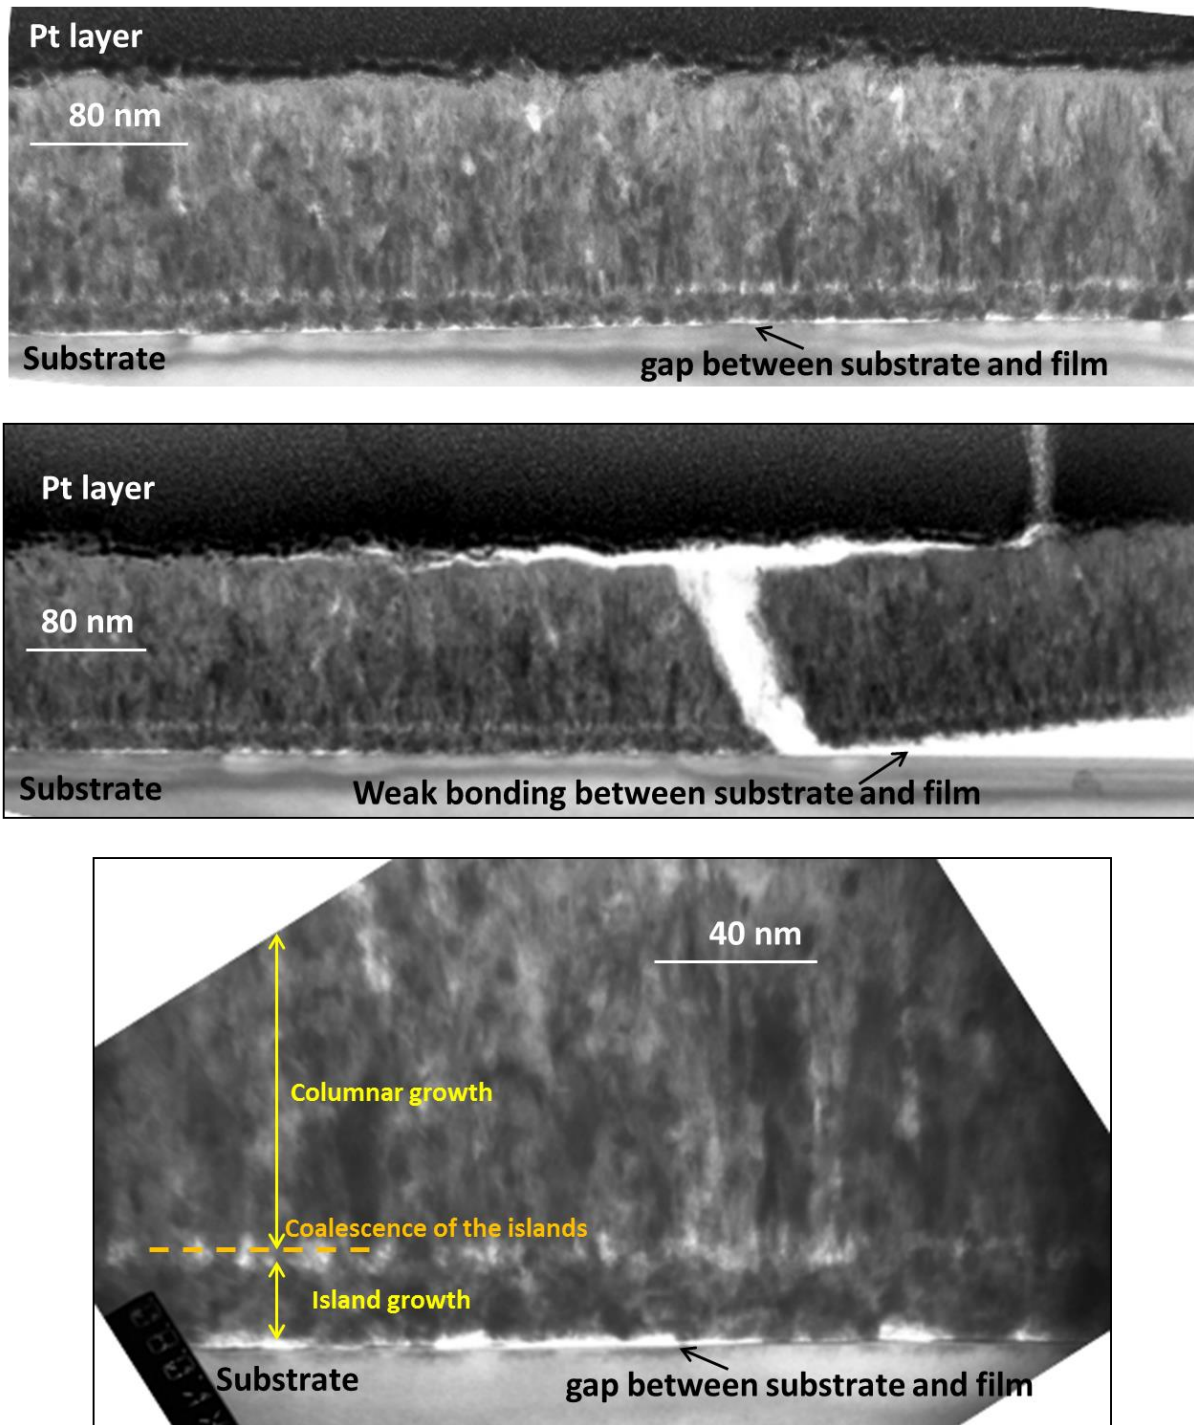 Pt layer
80 nm
Substrate
gap between substrate and film
Pt layer
80 nm
Substrate
Weak bonding between substrate and film
40 nm
Columnar growth
Coalescence of the islands
Island growth
Substrate
gap between substrate and film